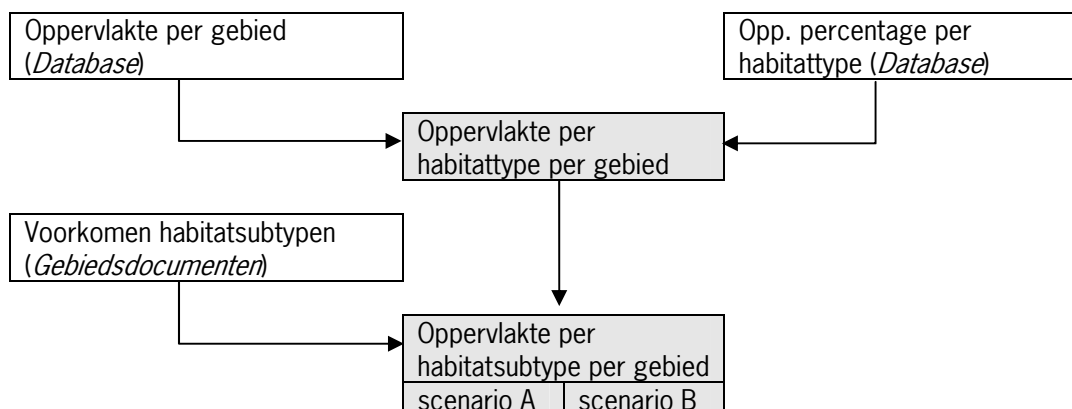 Oppervlakte per gebied
(Database)
Opp. percentage per
habitattype (Database)
Oppervlakte per
habitattype per gebied
Voorkomen habitatsubtypen
(Gebiedsdocumenten)
Oppervlakte per
habitatsubtype per gebied
scenario A
scenario B